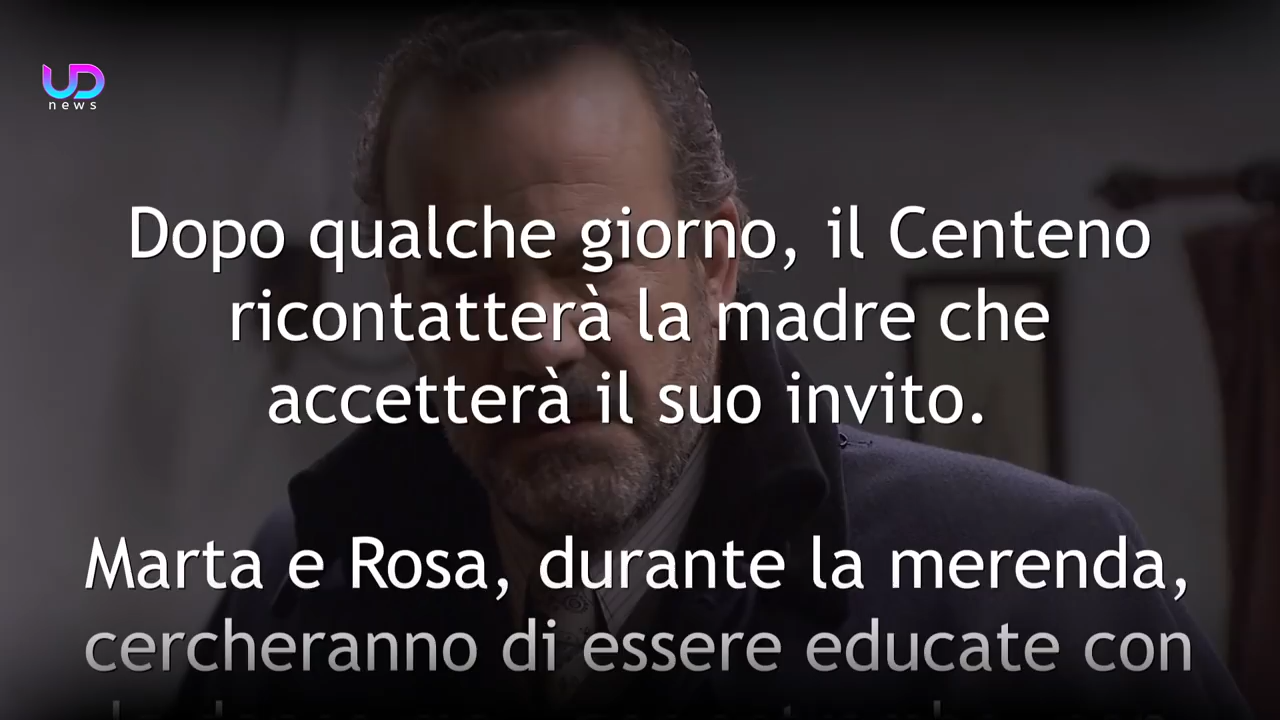 UD
news
Dopo qualche giorno, il Centeno
ricontatterà la madre che
accetterà il suo invito.
Marta e Rosa, durante la merenda,
cercheranno di essere educate con